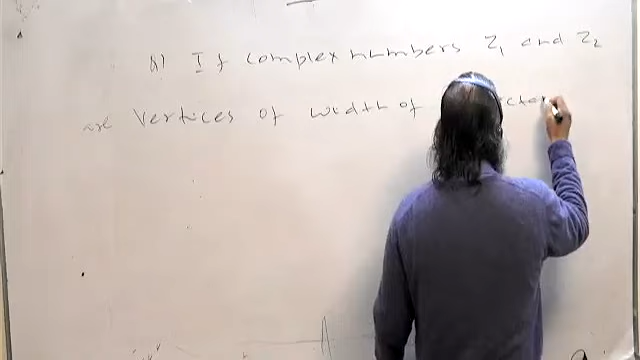 Q) If complex numbers Z₁ and Z₂
are vertices of width of